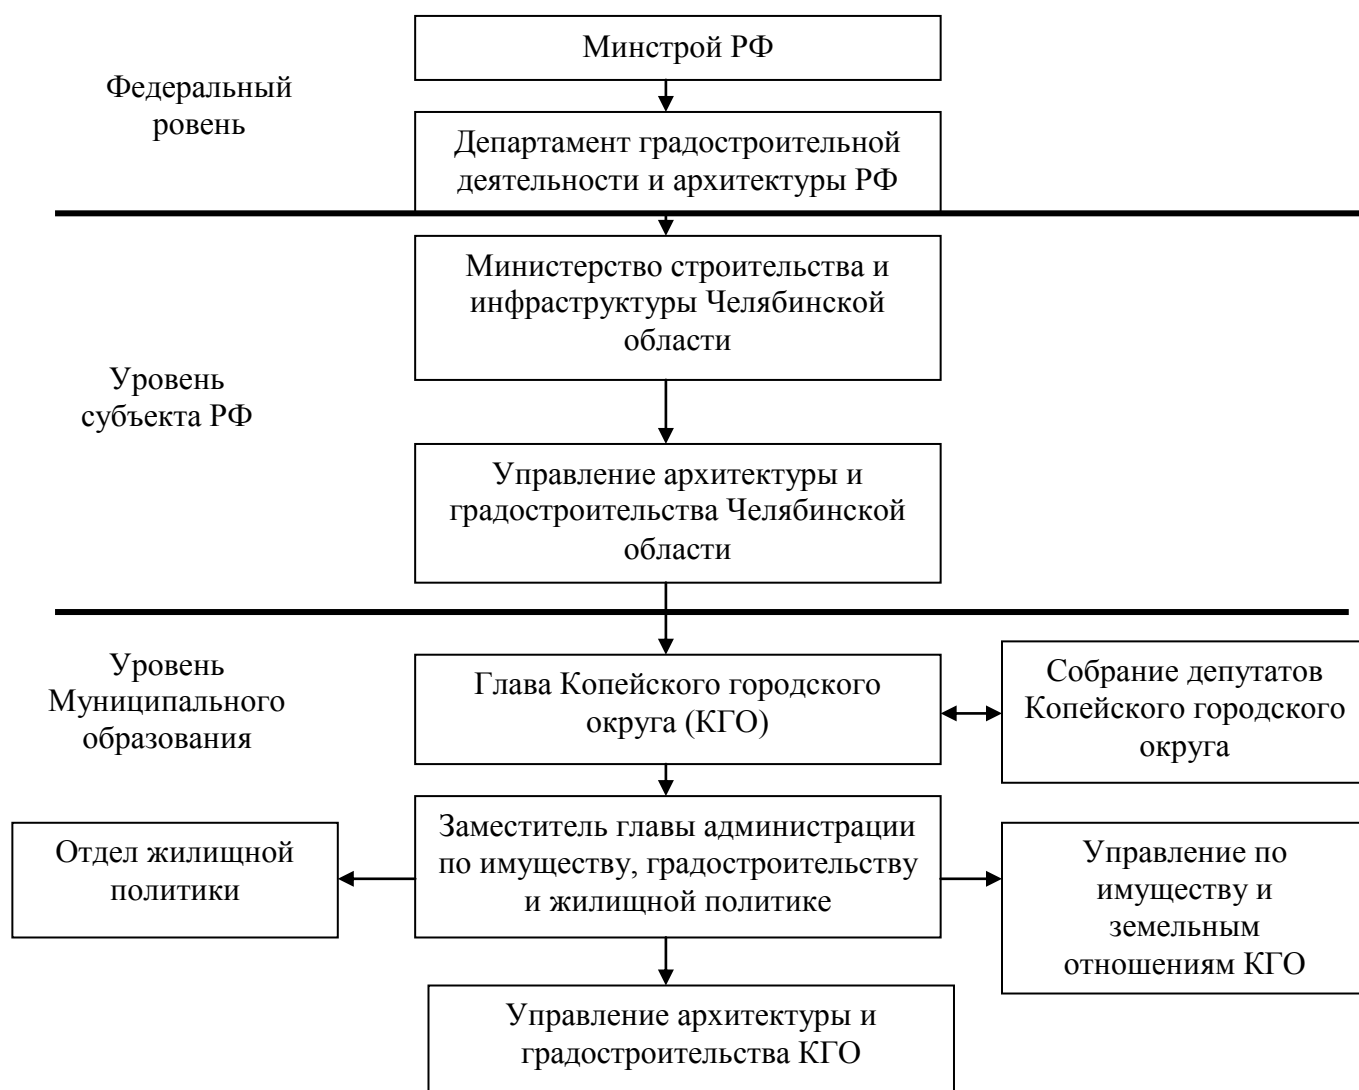 Минстрой РФ
Федеральный
ровень
Департамент градостроительной
деятельности и архитектуры РФ
Министерство строительства и
инфраструктуры Челябинской
области
Уровень
субъекта РФ
Управление архитектуры и
градостроительства Челябинской
области
Уровень
Муниципального
образования
Глава Копейского городского
округа (КГО)
Собрание депутатов
Копейского городского
округа
Отдел жилищной
политики
Заместитель главы администрации
по имуществу, градостроительству
и жилищной политике
Управление по
имуществу и
земельным
отношениям КГО
Управление архитектуры и
градостроительства КГО